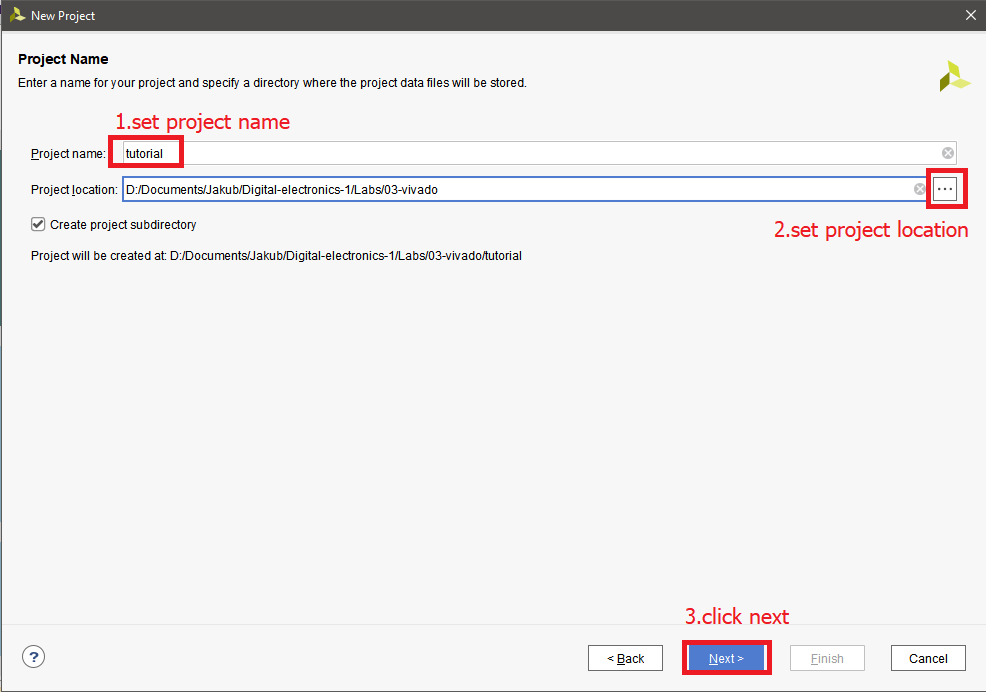 New Project
Project Name
Enter a name for your project and specify a directory where the project data files will be stored.
1.set project name
Project name: tutorial
Project location: D:/Documents/Jakub/Digital-electronics-1/Labs/03-vivado ...
2.set project location
Create project subdirectory
Project will be created at: D:/Documents/Jakub/Digital-electronics-1/Labs/03-vivado/tutorial
3.click next
? < Back Next > Finish Cancel